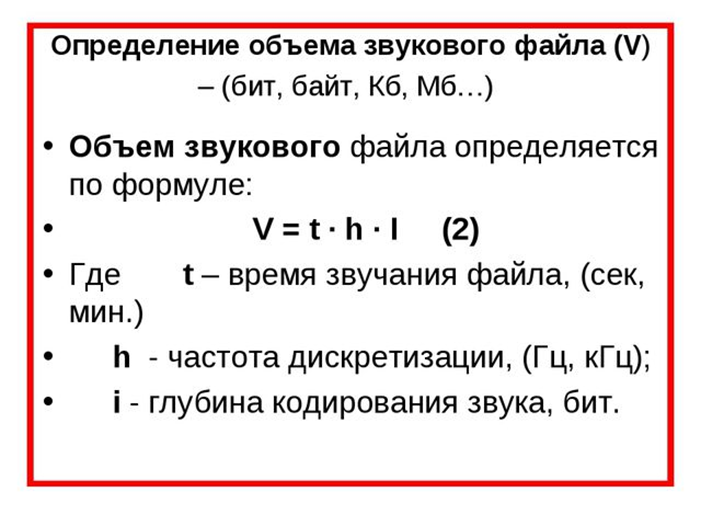 Определение объема звукового файла (V)
– (бит, байт, Кб, Мб…)
• Объем звукового файла определяется
по формуле:
• V = t · h · I (2)
• Где t – время звучания файла, (сек,
мин.)
• h - частота дискретизации, (Гц, кГц);
• i - глубина кодирования звука, бит.